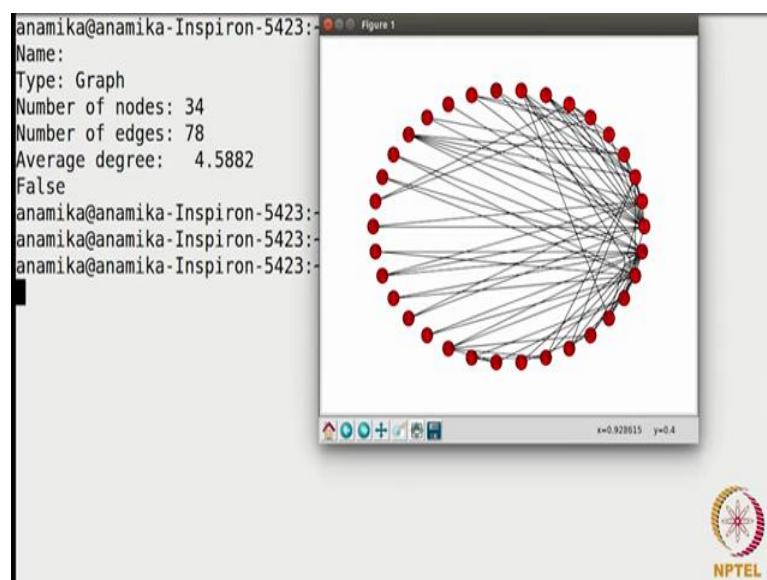 anamika@anamika-Inspiron-5423:~
Name:
Type: Graph
Number of nodes: 34
Number of edges: 78
Average degree:   4.5882
False
anamika@anamika-Inspiron-5423:~
anamika@anamika-Inspiron-5423:~
anamika@anamika-Inspiron-5423:~
Figure 1
x=0.928615 y=0.4
NPTEL